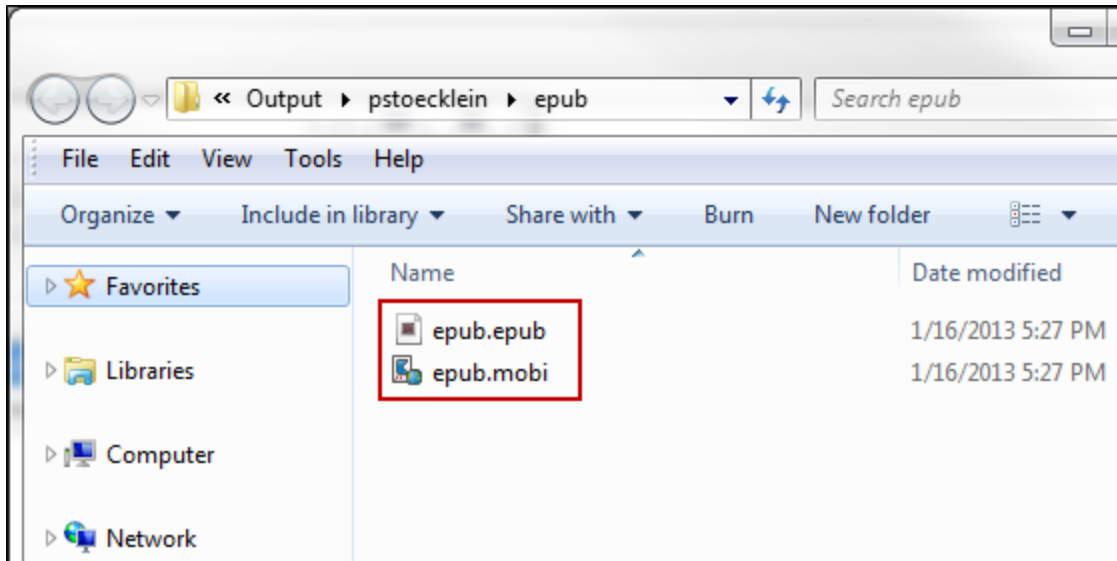 « Output pstoecklein epub Search epub
File Edit View Tools Help
Organize Include in library Share with Burn New folder
Name Date modified
Favorites
epub.epub 1/16/2013 5:27 PM
Libraries
epub.mobi 1/16/2013 5:27 PM
Computer
Network